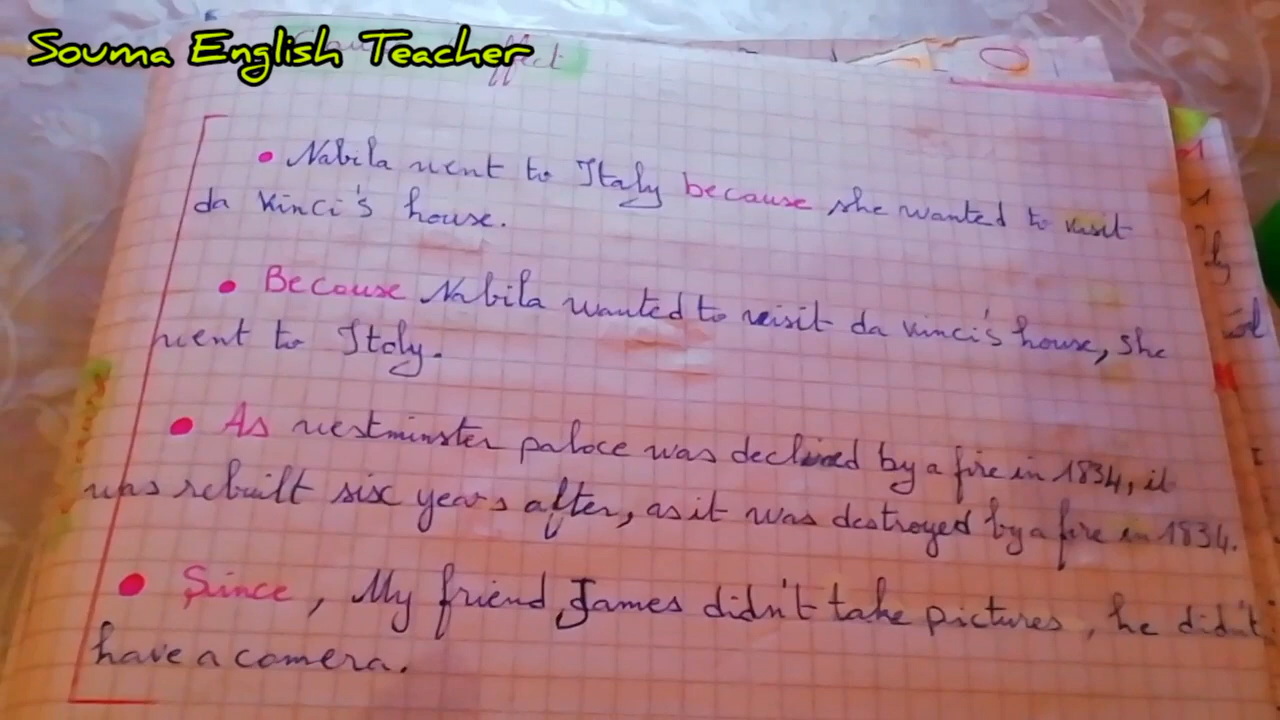 Souma English Teacher
• Nabila went to Italy because she wanted to visit
da Vinci's house.
• Because Nabila wanted to visit da Vinci's house, she
went to Italy.
• As westminster palace was by a fire in 1834, it
was rebuilt six years after, as it was destroyed by a fire in 1834.
• Since, My friend James didn't take pictures, he didn't
have a camera.